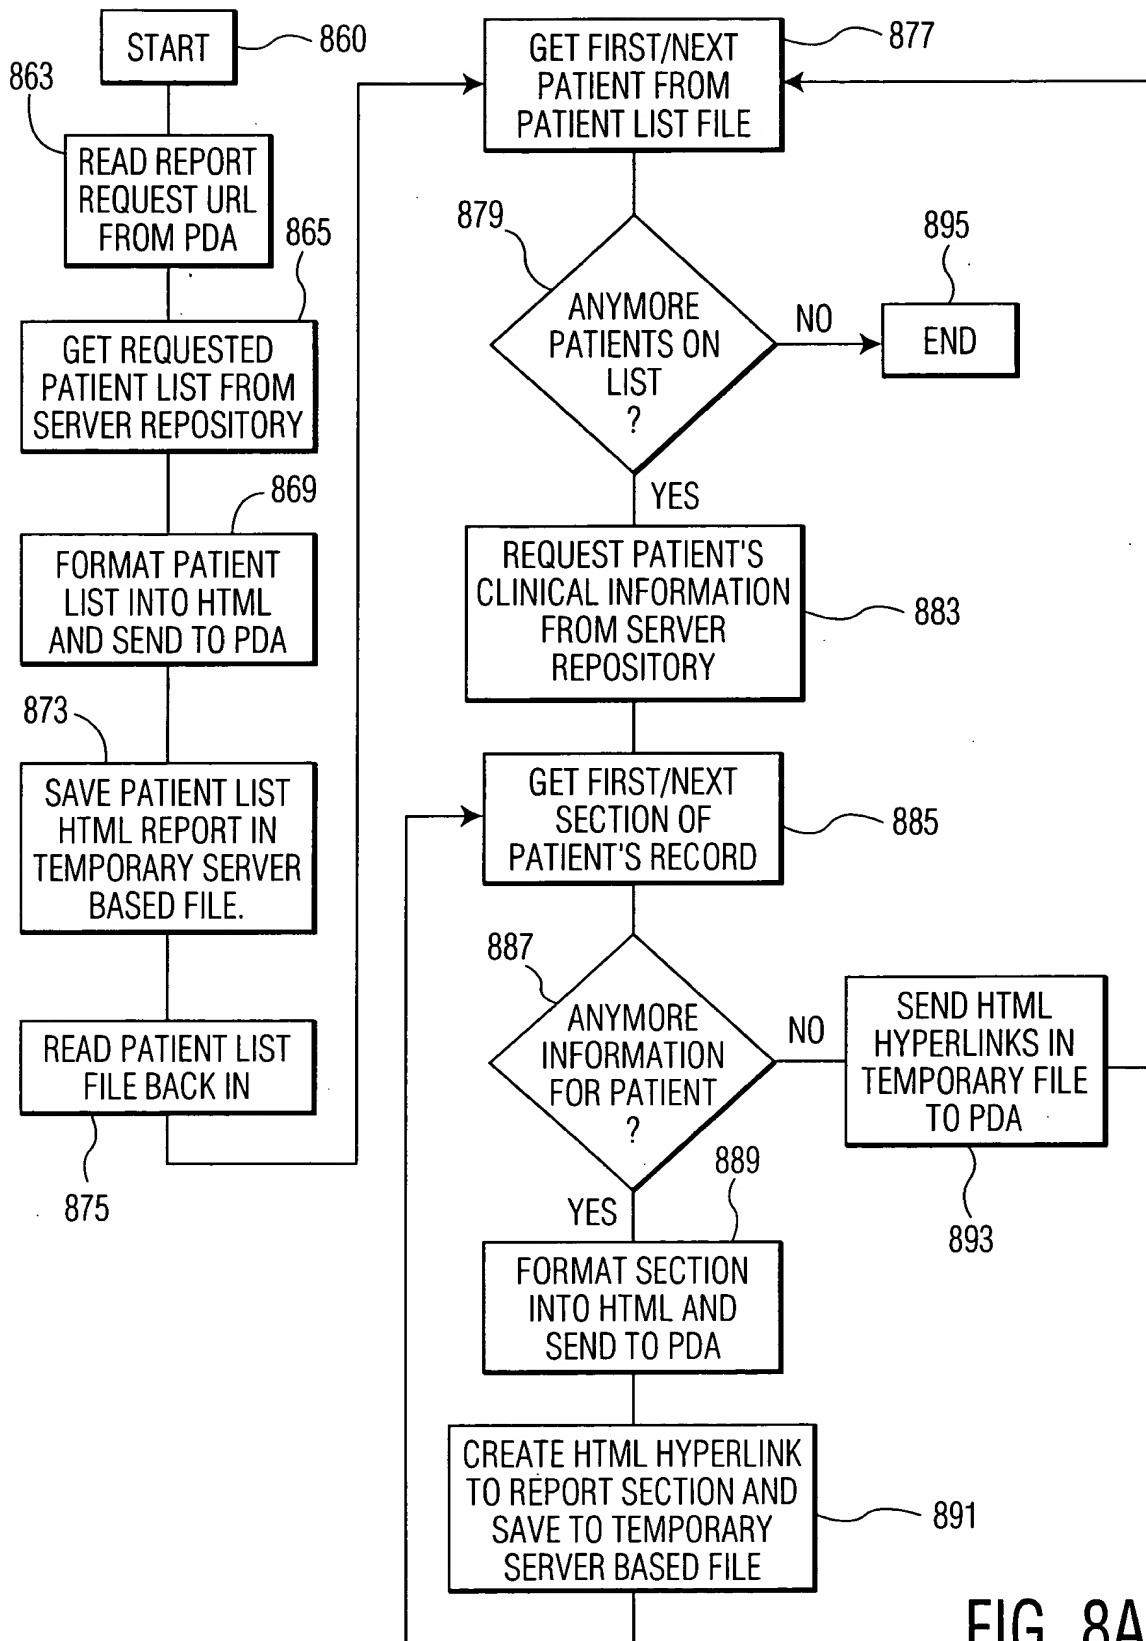 START
860
863
READ REPORT
REQUEST URL
FROM PDA
865
GET REQUESTED
PATIENT LIST FROM
SERVER REPOSITORY
869
FORMAT PATIENT
LIST INTO HTML
AND SEND TO PDA
873
SAVE PATIENT LIST
HTML REPORT IN
TEMPORARY SERVER
BASED FILE.
READ PATIENT LIST
FILE BACK IN
875
GET FIRST/NEXT
PATIENT FROM
PATIENT LIST FILE
877
879
ANYMORE
PATIENTS ON
LIST
?
NO
895
END
YES
REQUEST PATIENT'S
CLINICAL INFORMATION
FROM SERVER
REPOSITORY
883
GET FIRST/NEXT
SECTION OF
PATIENT'S RECORD
885
887
ANYMORE
INFORMATION
FOR PATIENT
?
NO
SEND HTML
HYPERLINKS IN
TEMPORARY FILE
TO PDA
893
YES
889
FORMAT SECTION
INTO HTML AND
SEND TO PDA
CREATE HTML HYPERLINK
TO REPORT SECTION AND
SAVE TO TEMPORARY
SERVER BASED FILE
891
FIG. 8A